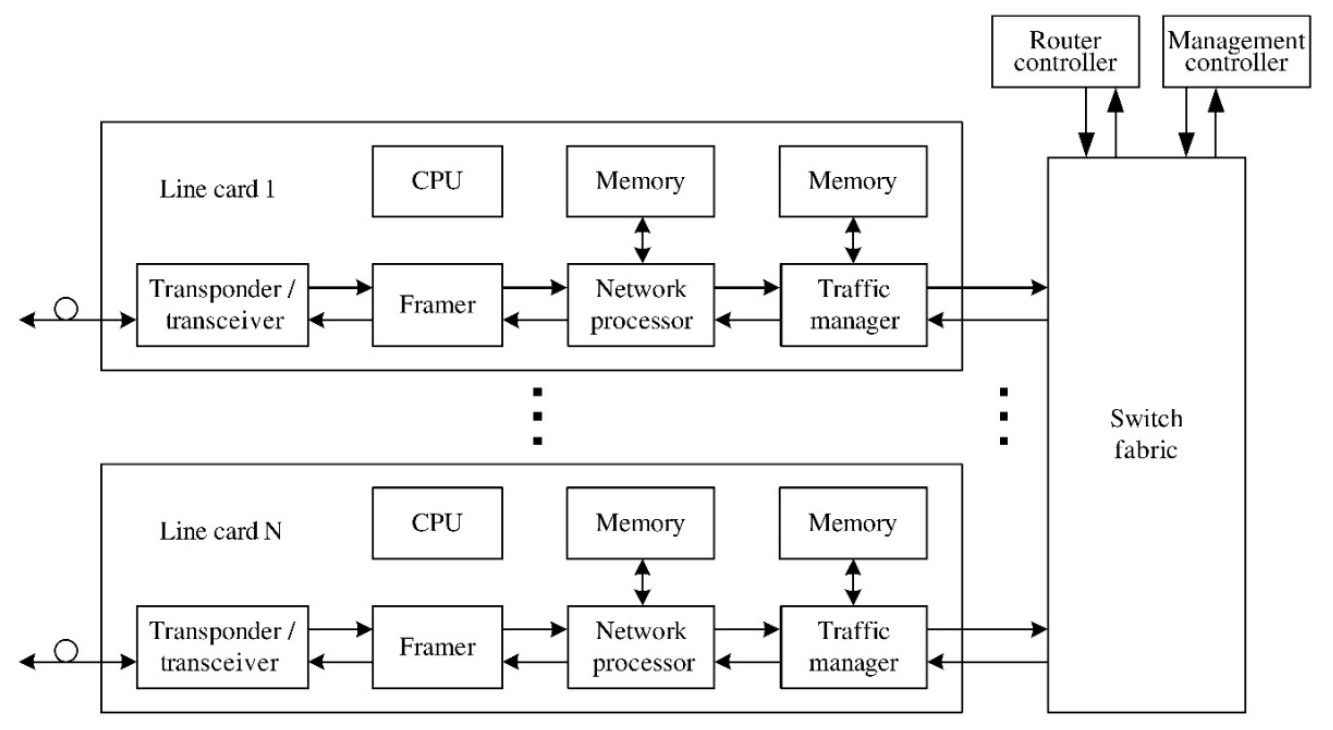 Router
controller
Management
controller
Line card 1
CPU
Memory
Memory
Transponder /
transceiver
Framer
Network
processor
Traffic
manager
Switch
fabric
Line card N
CPU
Memory
Memory
Transponder /
transceiver
Framer
Network
processor
Traffic
manager